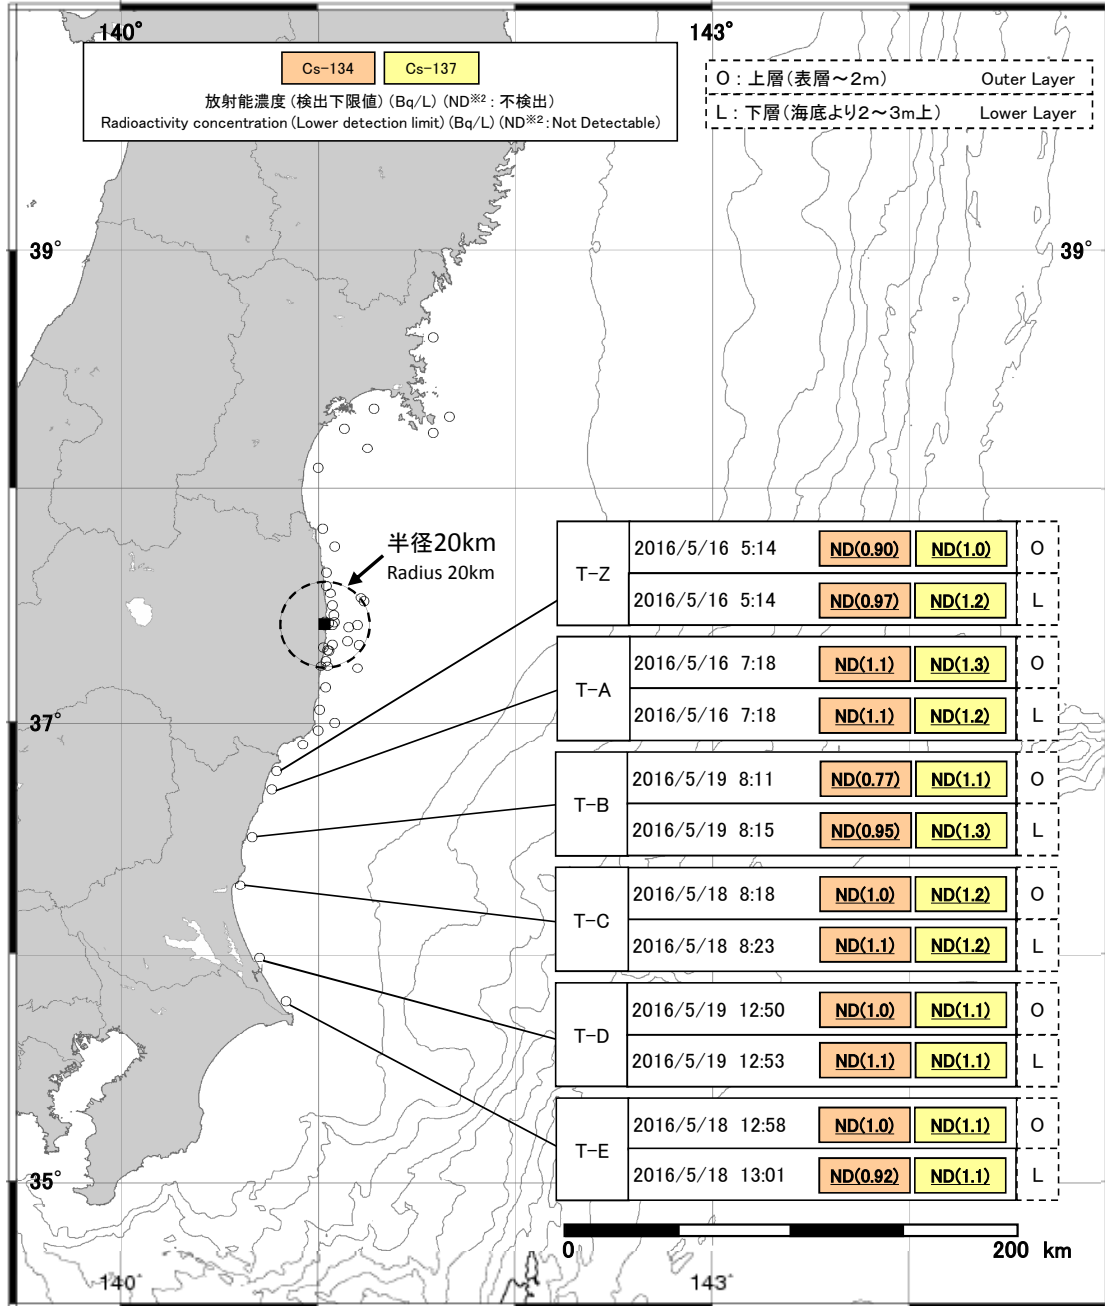 140°
143°
Cs-134 Cs-137
放射能濃度(検出下限値)(Bq/L)(ND※2:不検出)
Radioactivity concentration(Lower detection limit)(Bq/L)(ND※2:Not Detectable)
O:上層(表層~2m) Outer Layer
L:下層(海底より2~3m上) Lower Layer
39° 39°
半径20km
Radius 20km
T-Z
2016/5/16 5:14 ND(0.90) ND(1.0) O
2016/5/16 5:14 ND(0.97) ND(1.2) L
T-A
2016/5/16 7:18 ND(1.1) ND(1.3) O
2016/5/16 7:18 ND(1.1) ND(1.2) L
37°
T-B
2016/5/19 8:11 ND(0.77) ND(1.1) O
2016/5/19 8:15 ND(0.95) ND(1.3) L
T-C
2016/5/18 8:18 ND(1.0) ND(1.2) O
2016/5/18 8:23 ND(1.1) ND(1.2) L
T-D
2016/5/19 12:50 ND(1.0) ND(1.1) O
2016/5/19 12:53 ND(1.1) ND(1.1) L
T-E
2016/5/18 12:58 ND(1.0) ND(1.1) O
2016/5/18 13:01 ND(0.92) ND(1.1) L
35°
0 200 km
140° 143°